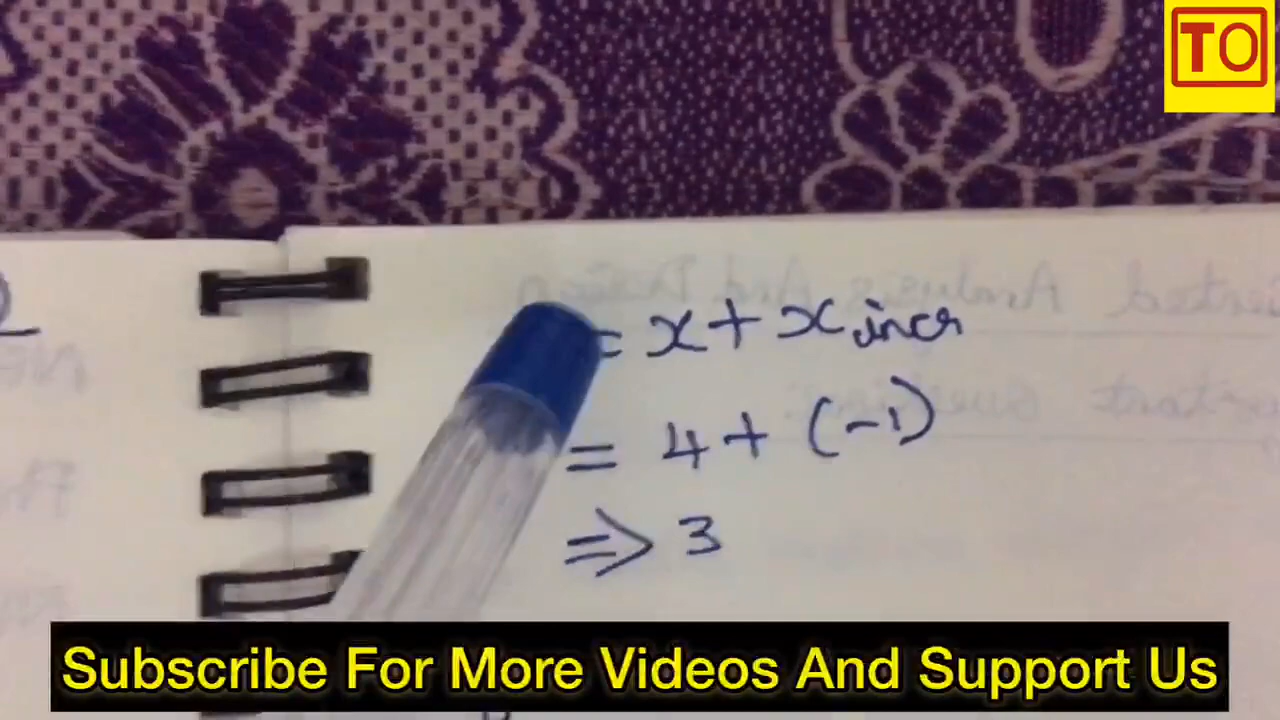 TO
= x + x incr
= 4 + (-1)
=> 3
Subscribe For More Videos And Support Us